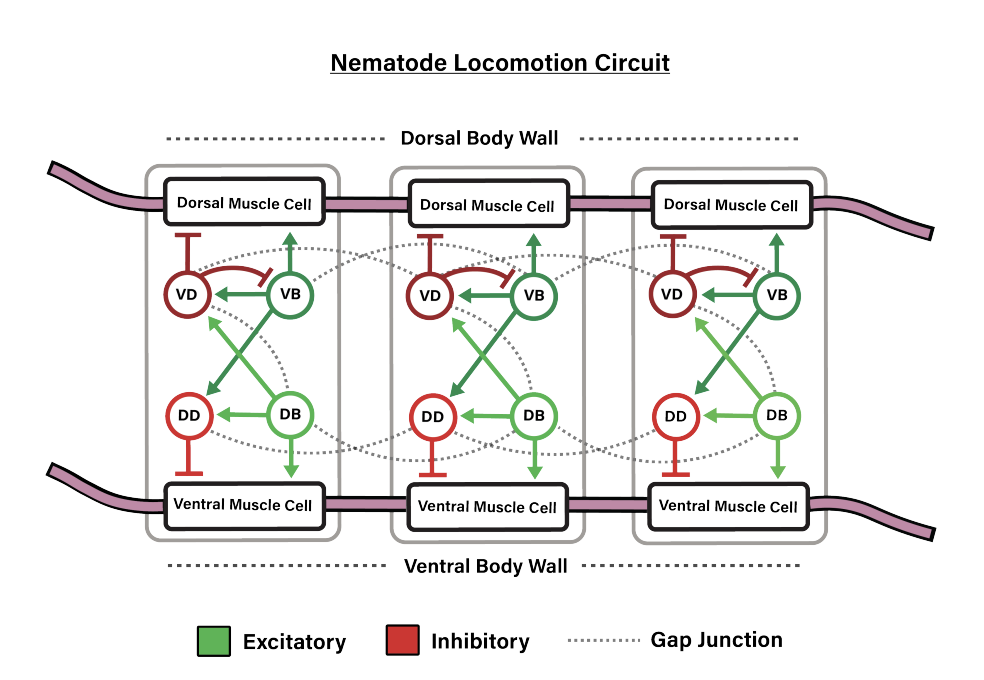 Nematode Locomotion Circuit
Dorsal Body Wall
Dorsal Muscle Cell
Dorsal Muscle Cell
Dorsal Muscle Cell
VD
VB
VD
VB
VD
VB
DD
DB
DD
DB
DD
DB
Ventral Muscle Cell
Ventral Muscle Cell
Ventral Muscle Cell
Ventral Body Wall
Excitatory
Inhibitory
Gap Junction